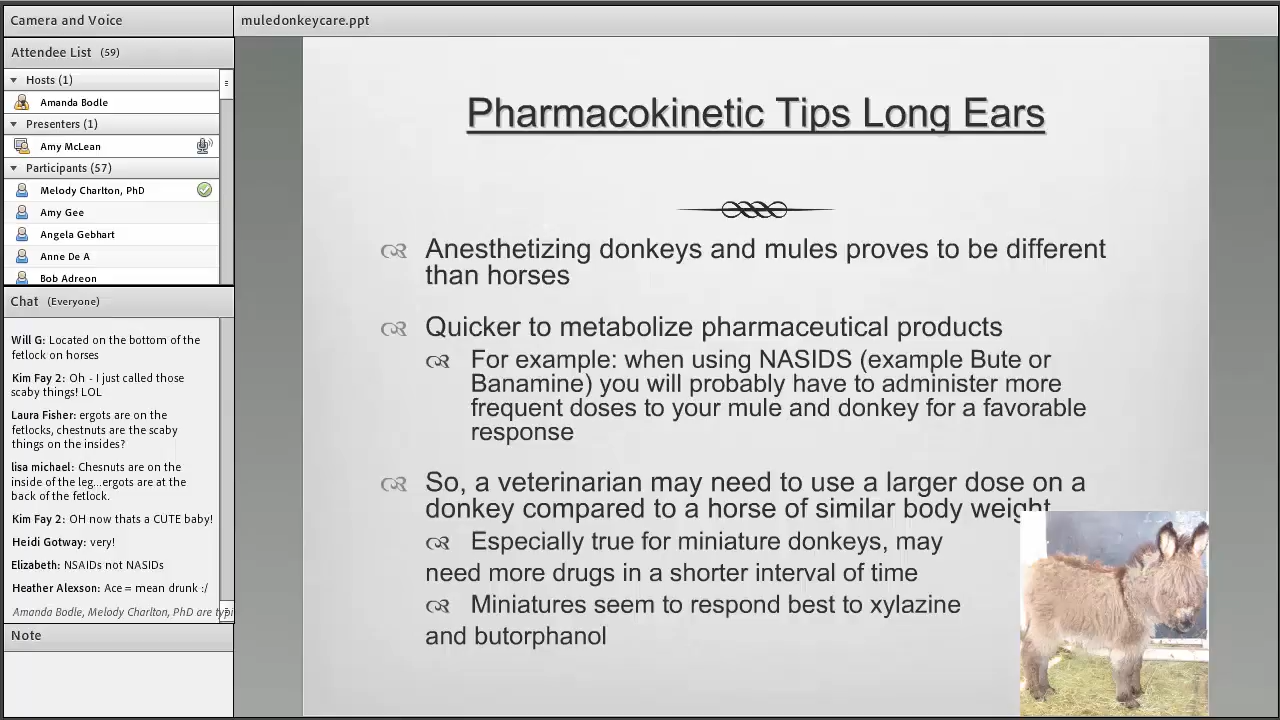 Camera and Voice
muledonkeycare.ppt
Attendee List (59)
Hosts (1)
Amanda Bodle
Presenters (1)
Amy McLean
Participants (57)
Melody Charlton, PhD
Amy Gee
Angela Gebhart
Anne De A
Bob Adreon
Chat (Everyone)
Will G: Located on the bottom of the
fetlock on horses
Kim Fay 2: Oh - I just called those
scaby things! LOL
Laura Fisher: ergots are on the
fetlocks, chestnuts are the scaby
things on the insides?
lisa michael: Chesnuts are on the
inside of the leg...ergots are at the
back of the fetlock.
Kim Fay 2: OH now thats a CUTE baby!
Heidi Gotway: very!
Elizabeth: NSAIDs not NASIDs
Heather Alexson: Ace = mean drunk :/
Amanda Bodle, Melody Charlton, PhD are typi
Note
Pharmacokinetic Tips Long Ears
Anesthetizing donkeys and mules proves to be different
than horses
Quicker to metabolize pharmaceutical products
For example: when using NASIDS (example Bute or
Banamine) you will probably have to administer more
frequent doses to your mule and donkey for a favorable
response
So, a veterinarian may need to use a larger dose on a
donkey compared to a horse of similar body weight
Especially true for miniature donkeys, may
need more drugs in a shorter interval of time
Miniatures seem to respond best to xylazine
and butorphanol